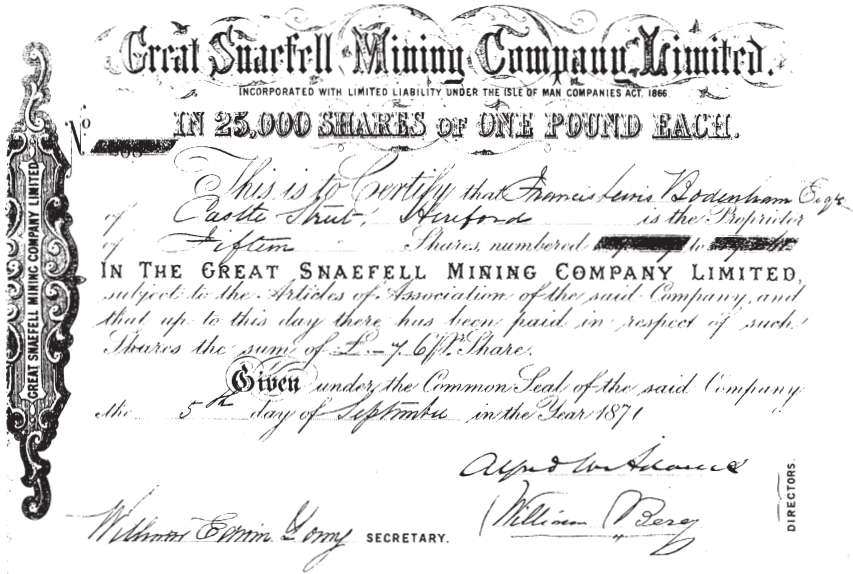 Great Snaefell Mining Company, Limited.
INCORPORATED WITH LIMITED LIABILITY UNDER THE ISLE OF MAN COMPANIES ACT, 1866.
No
IN 25,000 SHARES OF ONE POUND EACH.
This is to Certify that Francis Lewis Bodenham Esqre
of Castle Street, Hereford is the Proprietor
of Fifteen Shares, numbered to
IN THE GREAT SNAEFELL MINING COMPANY LIMITED,
subject to the Articles of Association of the said Company, and
that up to this day there has been paid in respect of such
Shares the sum of £ – 7. 6 pr. Share.
Given under the Common Seal of the said Company
the 5th day of September in the Year 1871
William Berey
DIRECTORS.
William Edwin SECRETARY.
GREAT SNAEFELL MINING COMPANY LIMITED